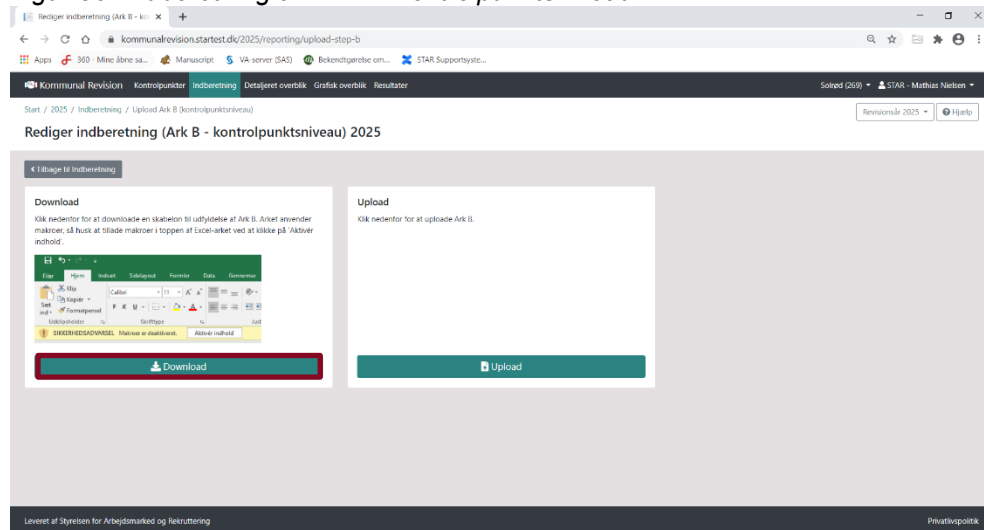 Rediger indberetning (Ark B - ko
kommunalrevision.startest.dk/2025/reporting/upload-step-b
Apps 360 - Mine åbne sa... Manuscript VA-server (SAS) Bekendtgørelse om... STAR Supportsyste...
Kommunal Revision Kontrolpunkter Indberetning Detaljeret overblik Grafisk overblik Resultater Solrød (269) STAR - Mathias Nielsen
Start / 2025 / Indberetning / Upload Ark B (kontrolpunktsniveau) Revisionsår 2025 Hjælp
Rediger indberetning (Ark B - kontrolpunktsniveau) 2025
Tilbage til Indberetning
Download
Klik nedenfor for at downloade en skabelon til udfyldelse af Ark B. Arket anvender
makroer, så husk at tillade makroer i toppen af Excel-arket ved at klikke på 'Aktivér
indhold'.
Filer Hjem Indsæt Sidelayout Formler Data Gennemse
Klip
Kopiér
Formatpensel
Sæt
ind
Calibri 11
F K U
Udklipsholder Skrifttype Just
SIKKERHEDSADVARSEL Makroer er deaktiveret. Aktivér indhold
Download
Upload
Klik nedenfor for at uploade Ark B.
Upload
Leveret af Styrelsen for Arbejdsmarked og Rekruttering Privatlivspolitik